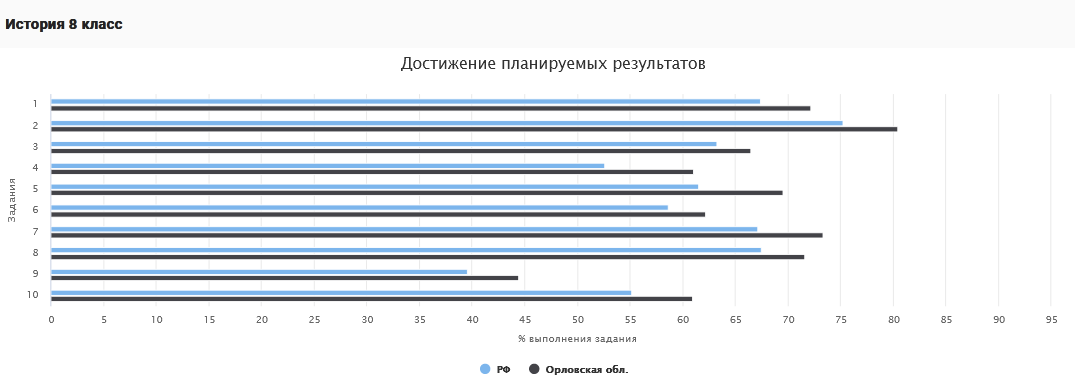 История 8 класс
Достижение планируемых результатов
Задания
1
2
3
4
5
6
7
8
9
10
0 5 10 15 20 25 30 35 40 45 50 55 60 65 70 75 80 85 90 95
% выполнения задания
РФ Орловская обл.